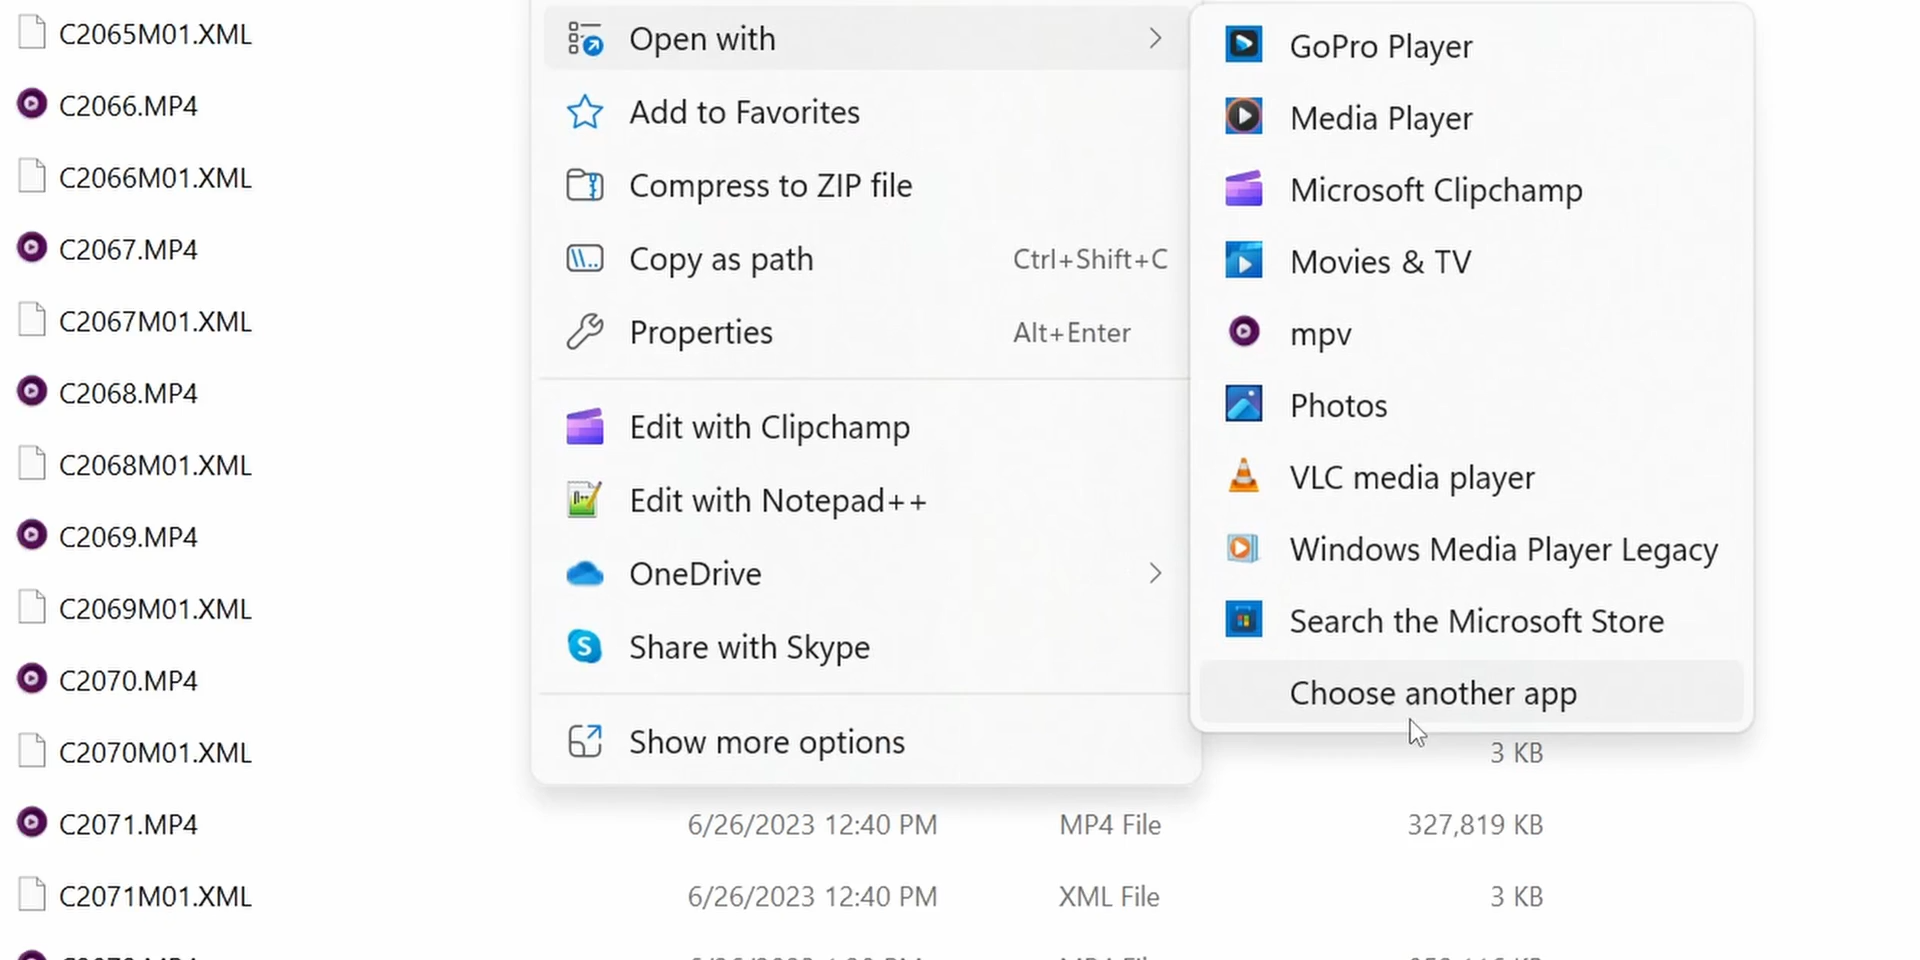 C2065M01.XML
C2066.MP4
C2066M01.XML
C2067.MP4
C2067M01.XML
C2068.MP4
C2068M01.XML
C2069.MP4
C2069M01.XML
C2070.MP4
C2070M01.XML
C2071.MP4
C2071M01.XML
Open with
Add to Favorites
Compress to ZIP file
Copy as path Ctrl+Shift+C
Properties Alt+Enter
Edit with Clipchamp
Edit with Notepad++
OneDrive
Share with Skype
Show more options
GoPro Player
Media Player
Microsoft Clipchamp
Movies & TV
mpv
Photos
VLC media player
Windows Media Player Legacy
Search the Microsoft Store
Choose another app
3 KB
6/26/2023 12:40 PM MP4 File 327,819 KB
6/26/2023 12:40 PM XML File 3 KB